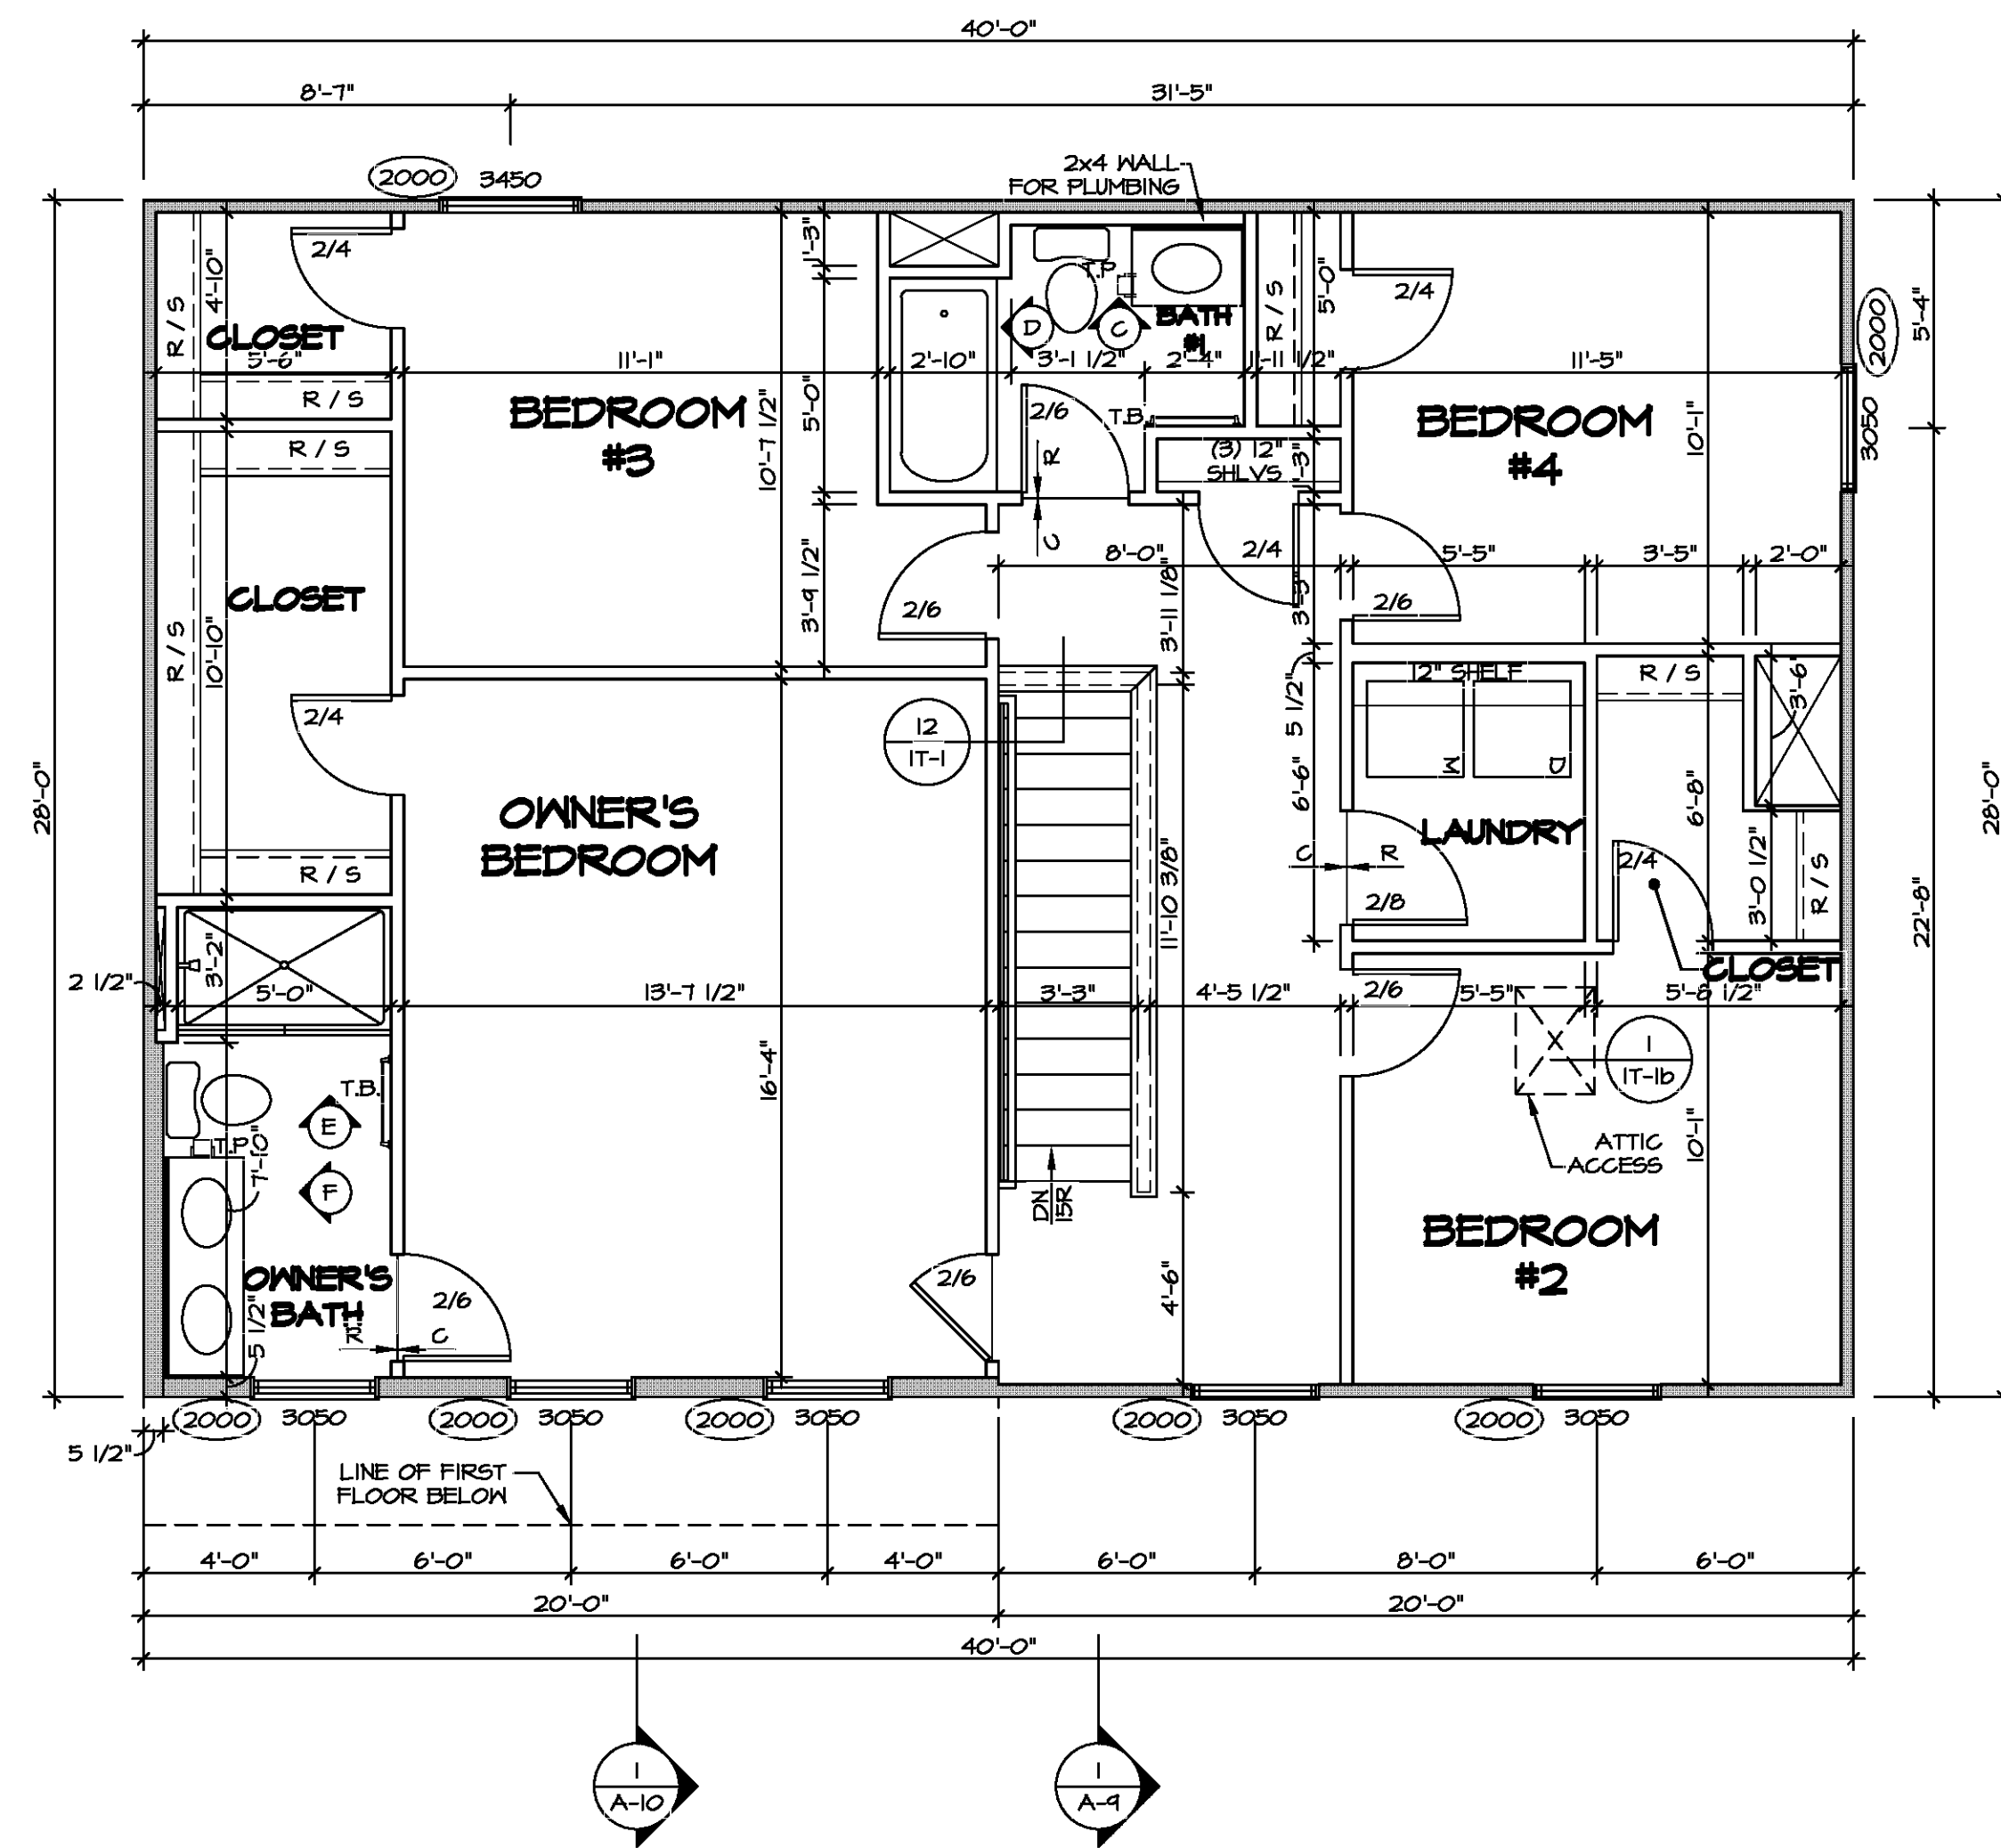 40'-0"
8'-7"
31'-5"
2x4 WALL
FOR PLUMBING
2000
3450
2/4
4'-10"
R / S
CLOSET
5'-6"
R / S
11'-1"
1'-3"
5'-0"
10'-7 1/2"
BEDROOM
#3
3'-9 1/2"
T.P.
D
C
BATH
#1
2'-10"
3'-1 1/2"
2'-4"
1'-11 1/2"
2/6
T.B.
R
C
R / S
5'-0"
(3) 12"
SHLVS
1'-3"
2/4
11'-5"
BEDROOM
#4
10'-1"
2000
3050
5'-4"
22'-8"
28'-0"
28'-0"
R / S
CLOSET
R / S
10'-10"
2/4
R / S
2/6
8'-0"
2/4
3'-11 1/8"
3'-3"
5'-5"
3'-5"
2'-0"
2/6
12
1T-1
OWNER'S
BEDROOM
5 1/2"
6'-6"
12" SHELF
W
D
LAUNDRY
C
R
2/8
R / S
3'-6"
6'-8"
2/4
3'-0 1/2"
R / S
CLOSET
11'-10 3/8"
2 1/2"
3'-2"
5'-0"
13'-7 1/2"
3'-3"
4'-5 1/2"
2/6
5'-5"
5'-8 1/2"
16'-4"
T.B.
E
T.P.
7'-10"
F
OWNER'S
BATH
5 1/2"
2/6
C
2/6
DN
15R
4'-6"
1
1T-1b
ATTIC
ACCESS
10'-1"
BEDROOM
#2
2000
3050
2000
3050
2000
3050
2000
3050
2000
3050
5 1/2"
LINE OF FIRST
FLOOR BELOW
4'-0"
6'-0"
6'-0"
4'-0"
6'-0"
8'-0"
6'-0"
20'-0"
20'-0"
40'-0"
1
A-10
1
A-9